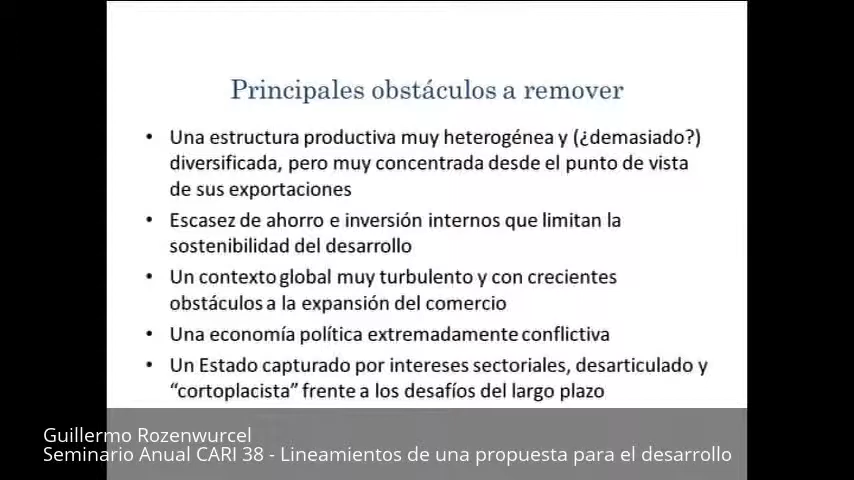 Principales obstáculos a remover
• Una estructura productiva muy heterogénea y (¿demasiado?)
diversificada, pero muy concentrada desde el punto de vista
de sus exportaciones
• Escasez de ahorro e inversión internos que limitan la
sostenibilidad del desarrollo
• Un contexto global muy turbulento y con crecientes
obstáculos a la expansión del comercio
• Una economía política extremadamente conflictiva
• Un Estado capturado por intereses sectoriales, desarticulado y
“cortoplacista” frente a los desafíos del largo plazo
Guillermo Rozenwurcel
Seminario Anual CARI 38 - Lineamientos de una propuesta para el desarrollo